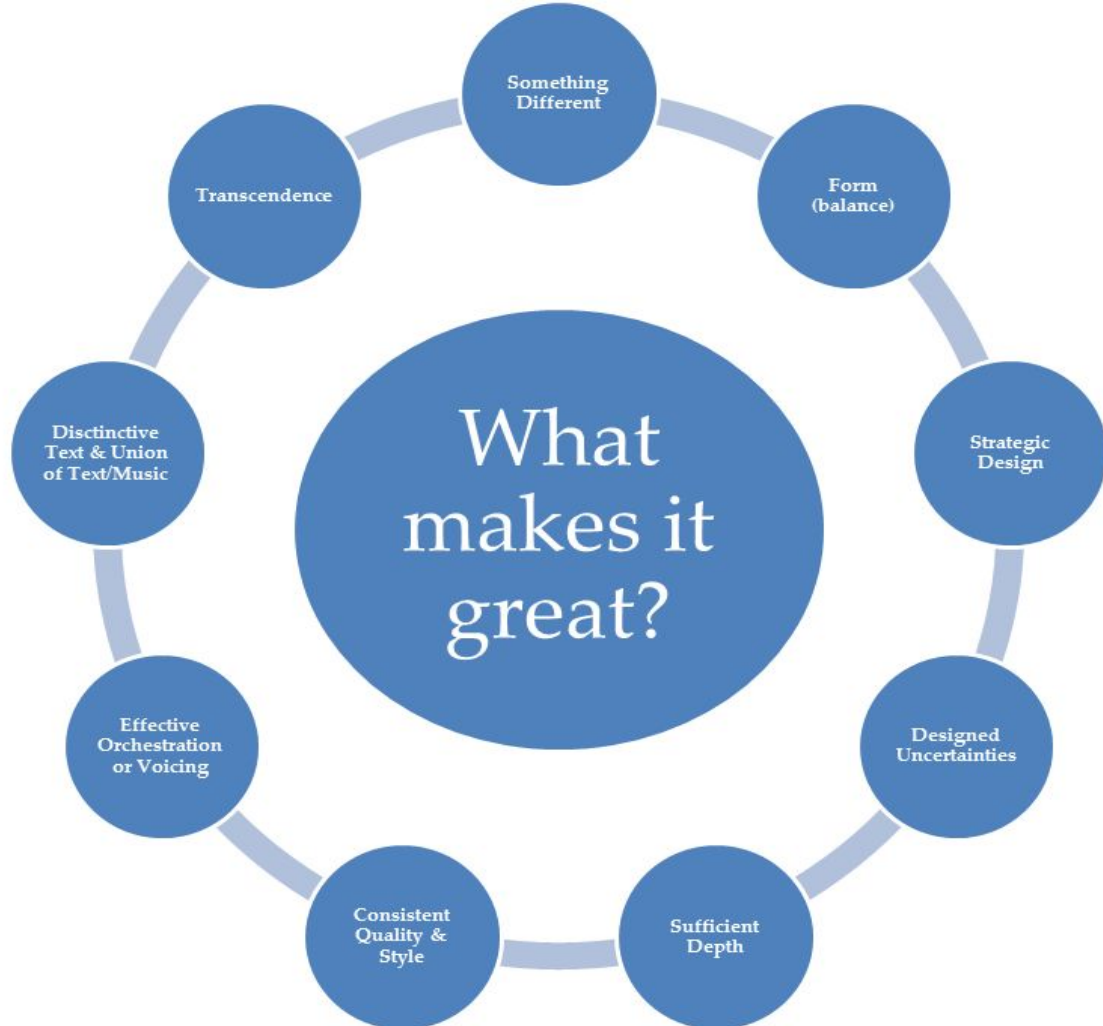 Something
Different
Form
(balance)
Strategic
Design
Designed
Uncertainties
Sufficient
Depth
Consistent
Quality &
Style
Effective
Orchestration
or Voicing
Disctinctive
Text & Union
of Text/Music
Transcendence
What
makes it
great?